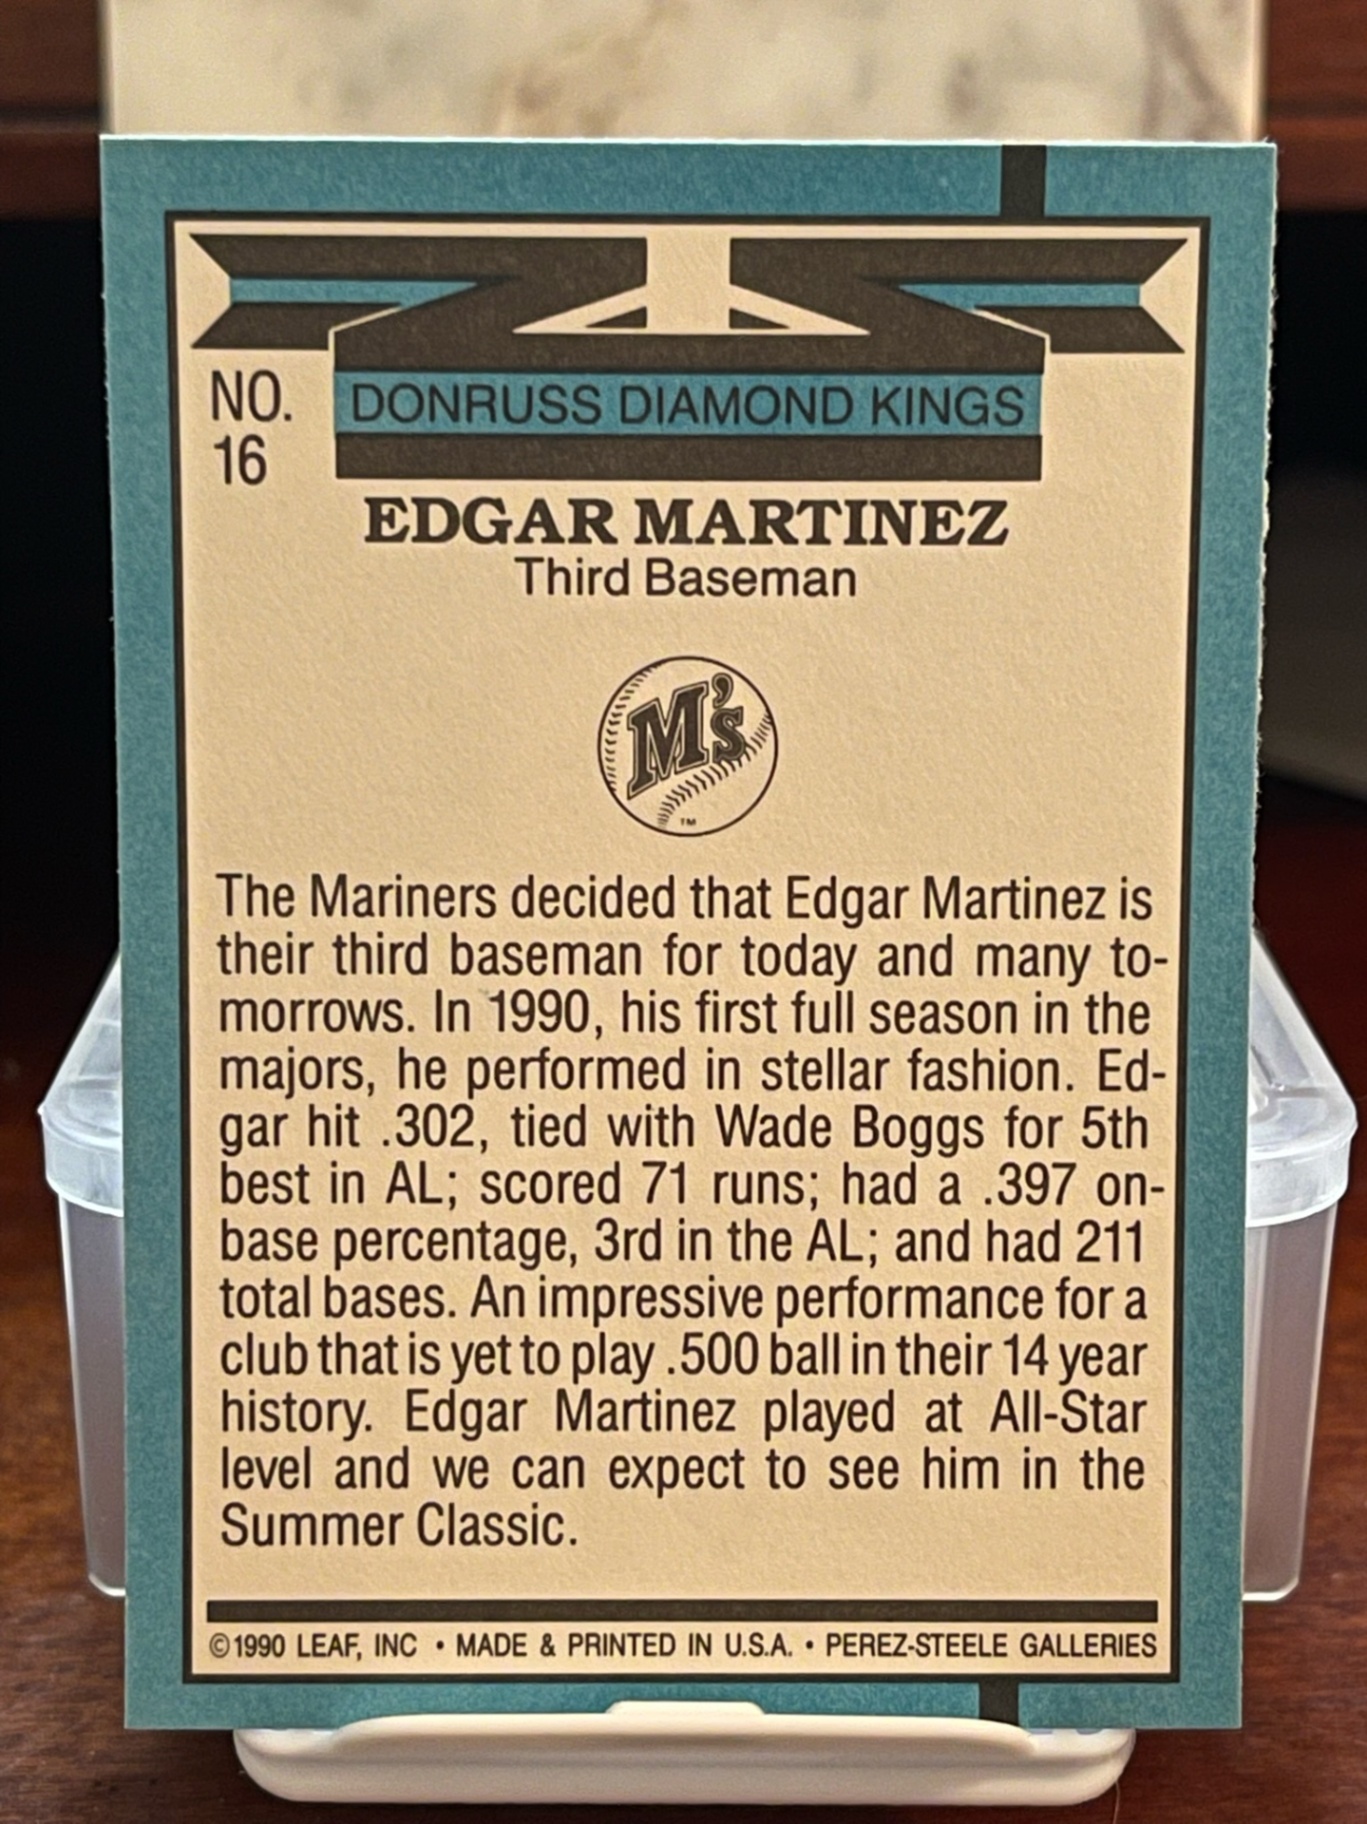 NO.
16
DONRUSS DIAMOND KINGS
EDGAR MARTINEZ
Third Baseman
M's
TM
The Mariners decided that Edgar Martinez is
their third baseman for today and many to-
morrows. In 1990, his first full season in the
majors, he performed in stellar fashion. Ed-
gar hit .302, tied with Wade Boggs for 5th
best in AL; scored 71 runs; had a .397 on-
base percentage, 3rd in the AL; and had 211
total bases. An impressive performance for a
club that is yet to play .500 ball in their 14 year
history. Edgar Martinez played at All-Star
level and we can expect to see him in the
Summer Classic.
©1990 LEAF, INC • MADE & PRINTED IN U.S.A. • PEREZ-STEELE GALLERIES